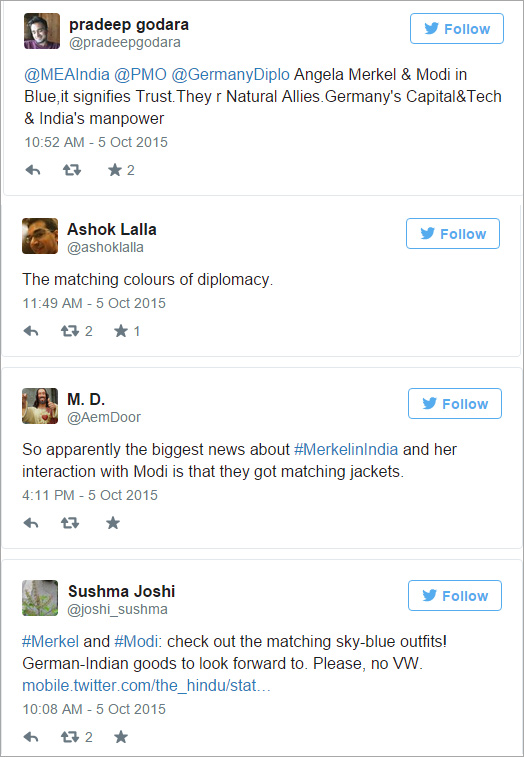 pradeep godara
@pradeepgodara
Follow
@MEAIndia @PMO @GermanyDiplo Angela Merkel & Modi in
Blue,it signifies Trust.They r Natural Allies.Germany's Capital&Tech
& India's manpower
10:52 AM - 5 Oct 2015
2
Ashok Lalla
@ashoklalla
Follow
The matching colours of diplomacy.
11:49 AM - 5 Oct 2015
2 1
M. D.
@AemDoor
Follow
So apparently the biggest news about #MerkelinIndia and her
interaction with Modi is that they got matching jackets.
4:11 PM - 5 Oct 2015
Sushma Joshi
@joshi_sushma
Follow
#Merkel and #Modi: check out the matching sky-blue outfits!
German-Indian goods to look forward to. Please, no VW.
mobile.twitter.com/the_hindu/stat…
10:08 AM - 5 Oct 2015
2